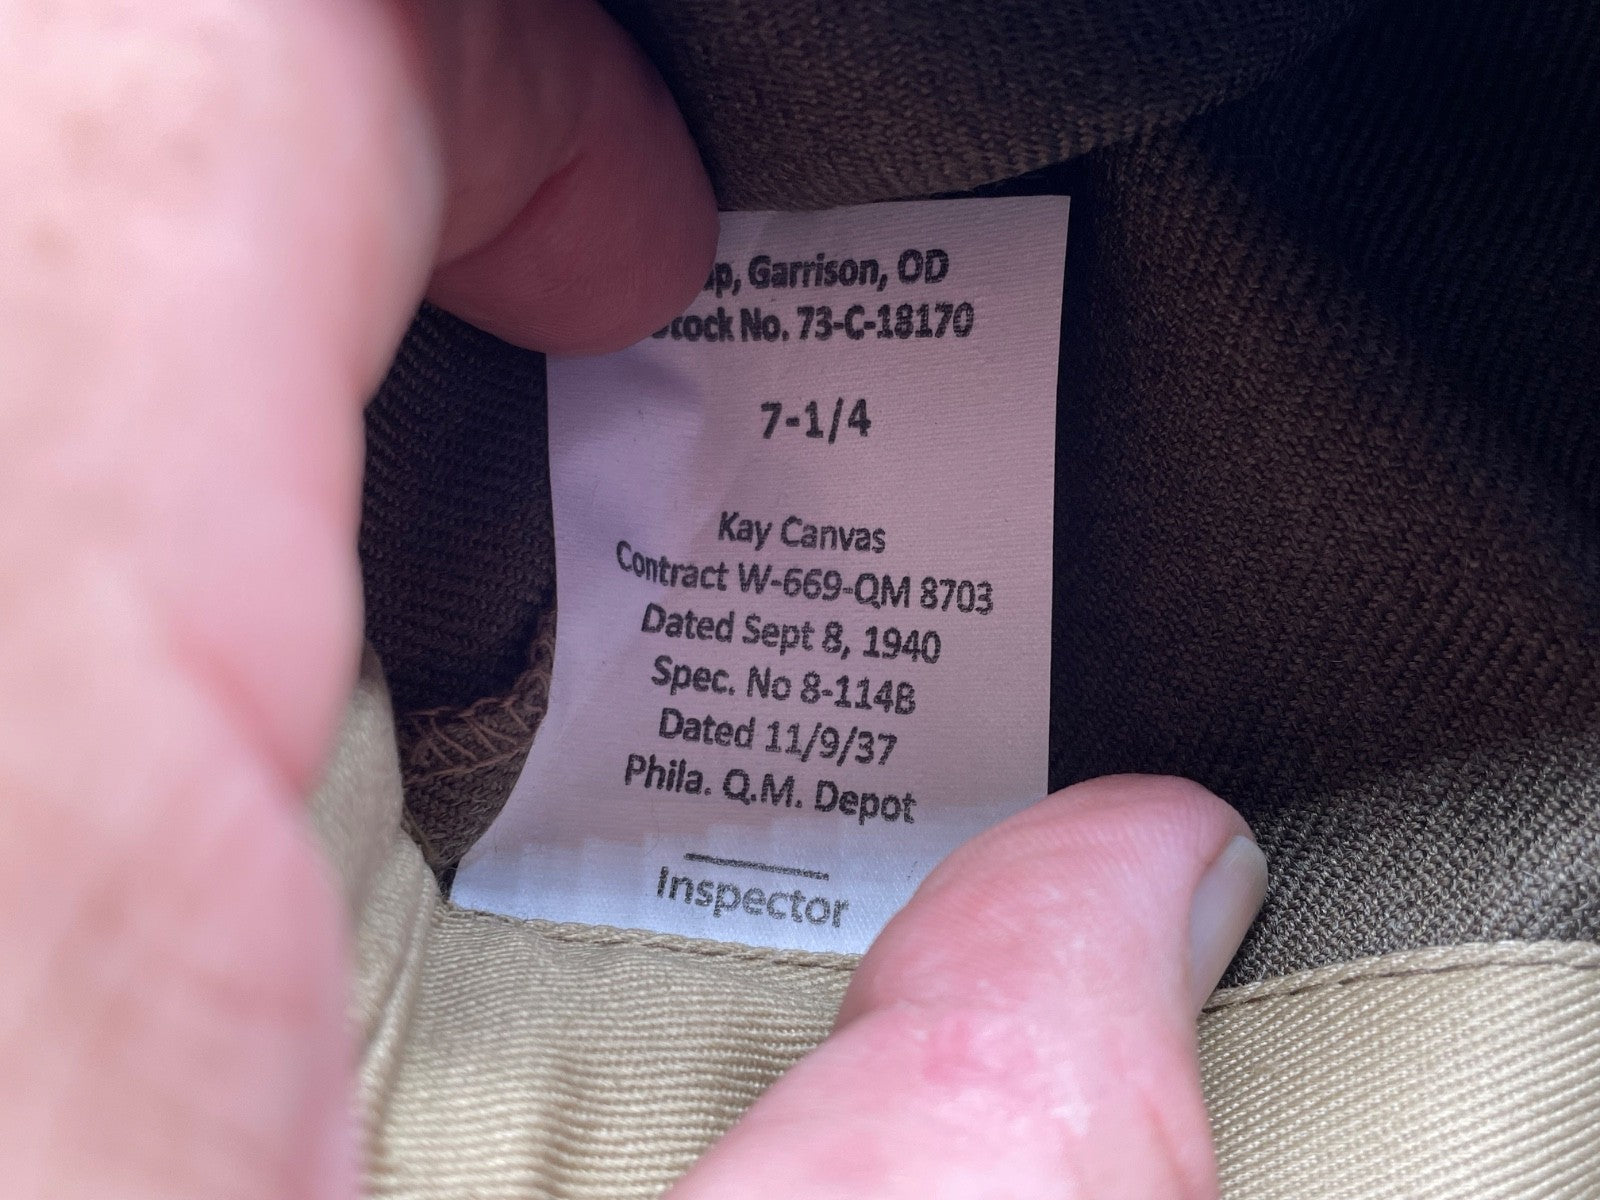 Garrison, OD
Stock No. 73-C-18170
7-1/4
Kay Canvas
Contract W-669-QM 8703
Dated Sept 8, 1940
Spec. No 8-114B
Dated 11/9/37
Phila. Q.M. Depot
Inspector